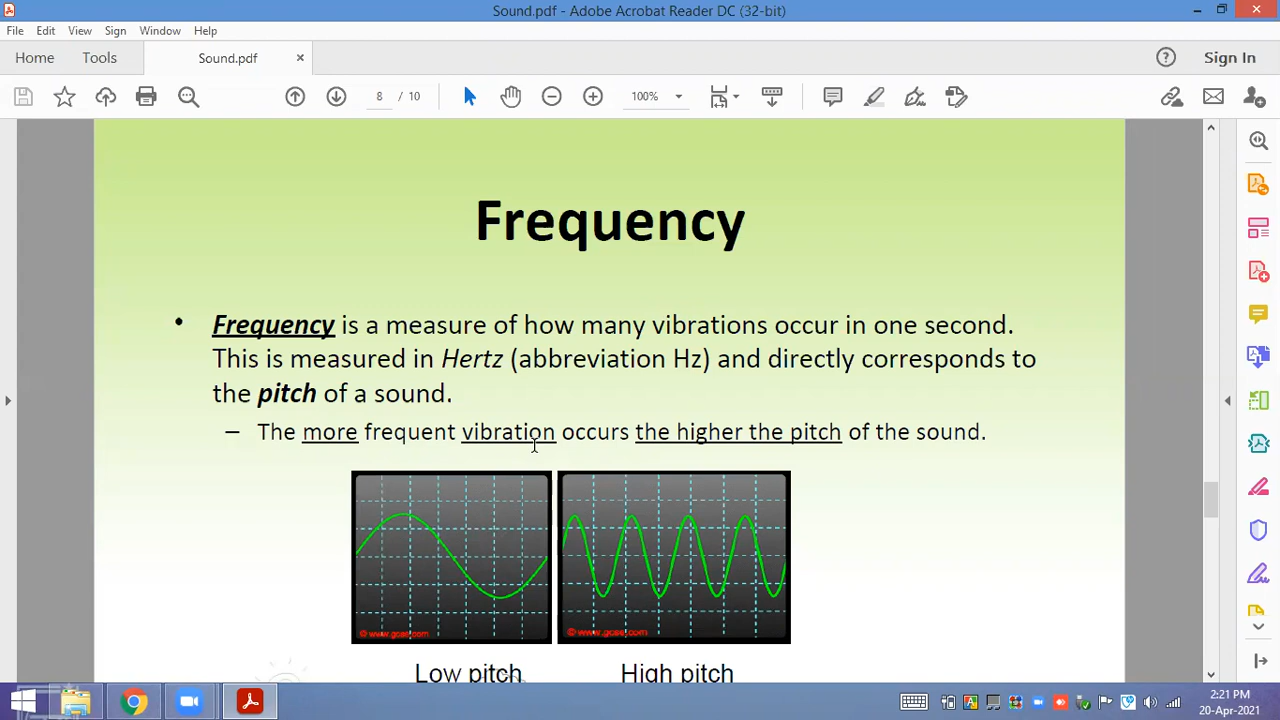 Sound.pdf - Adobe Acrobat Reader DC (32-bit)
File Edit View Sign Window Help
Home Tools Sound.pdf × Sign In
8 / 10 100%
Frequency
• Frequency is a measure of how many vibrations occur in one second.
This is measured in Hertz (abbreviation Hz) and directly corresponds to
the pitch of a sound.
– The more frequent vibration occurs the higher the pitch of the sound.
Low pitch High pitch
2:21 PM
20-Apr-2021